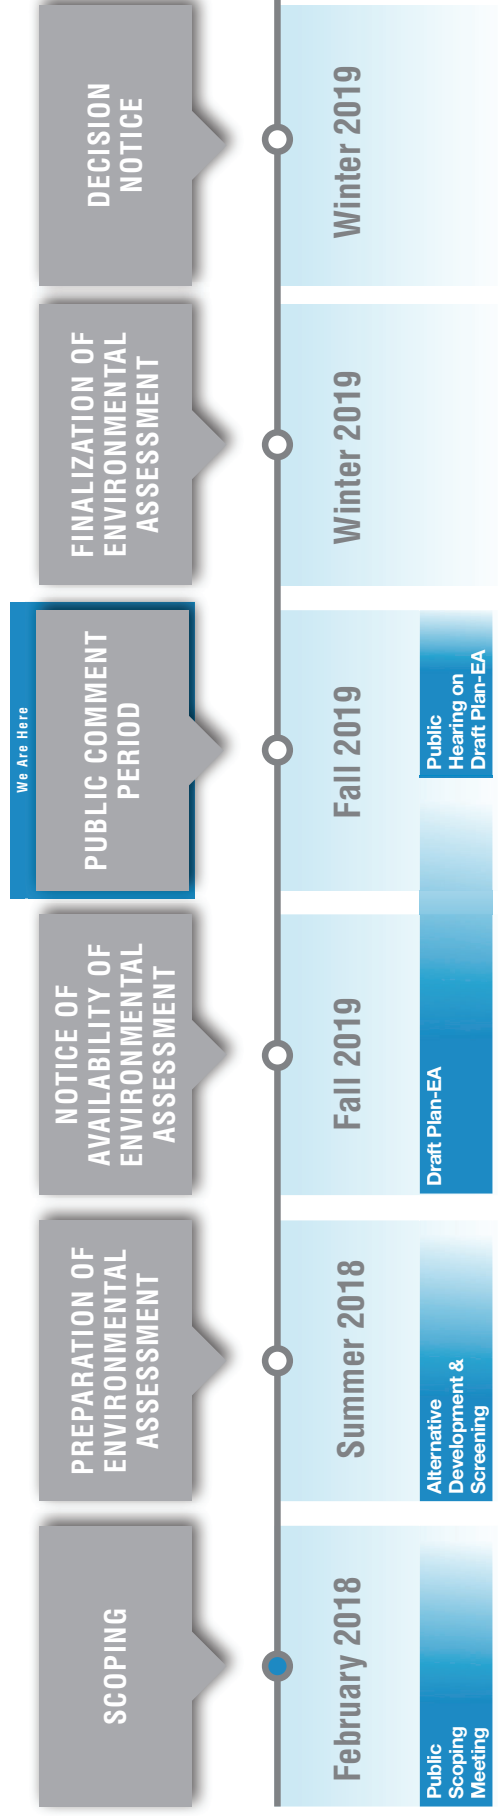 We Are Here
SCOPING
PREPARATION OF
ENVIRONMENTAL
ASSESSMENT
NOTICE OF
AVAILABILITY OF
ENVIRONMENTAL
ASSESSMENT
PUBLIC COMMENT
PERIOD
FINALIZATION OF
ENVIRONMENTAL
ASSESSMENT
DECISION
NOTICE
February 2018
Summer 2018
Fall 2019
Fall 2019
Winter 2019
Winter 2019
Public
Scoping
Meeting
Alternative
Development &
Screening
Draft Plan-EA
Public
Hearing on
Draft Plan-EA